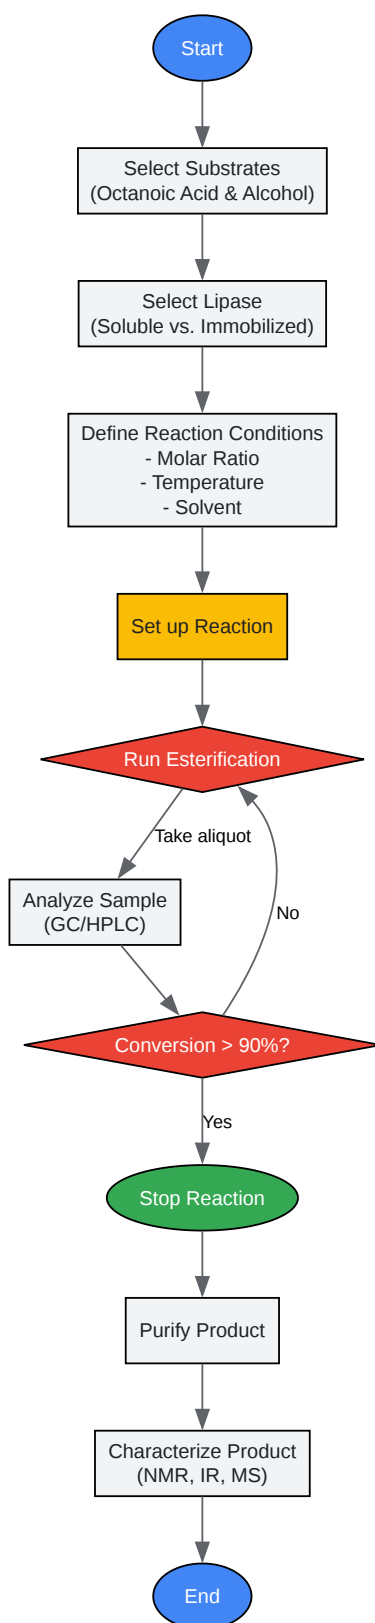 Start
Select Substrates
(Octanoic Acid & Alcohol)
Select Lipase
(Soluble vs. Immobilized)
Define Reaction Conditions
- Molar Ratio
- Temperature
- Solvent
Set up Reaction
Run Esterification
Take aliquot
Analyze Sample
(GC/HPLC)
No
Conversion > 90%?
Yes
Stop Reaction
Purify Product
Characterize Product
(NMR, IR, MS)
End